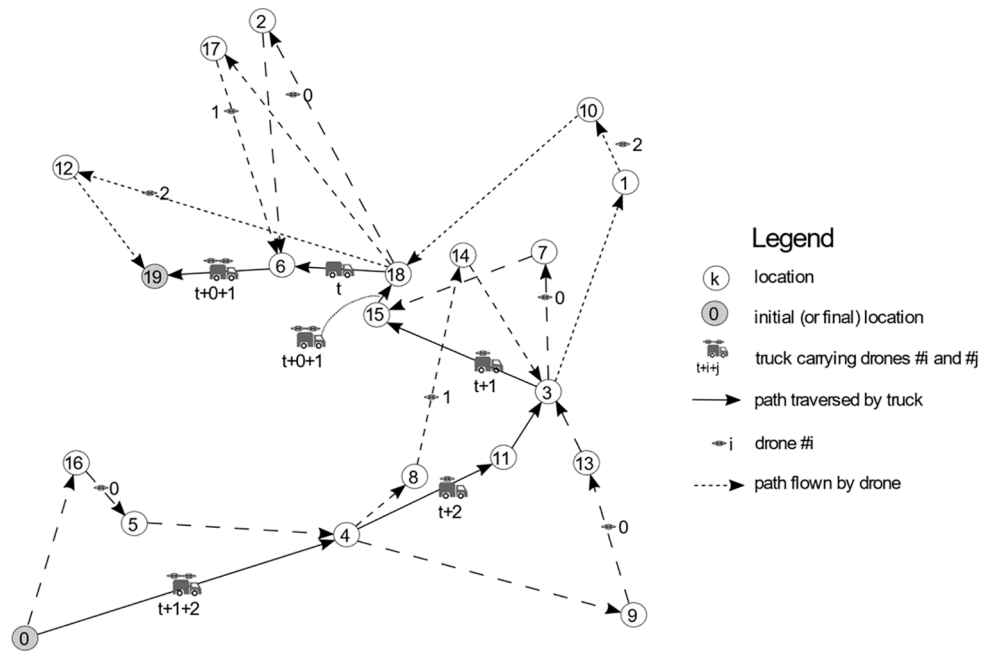 2
17
0
1
10
2
12
2
1
Legend
14
7
6
18
k location
19
t
t+0+1
0
15
0 initial (or final) location
t+0+1
truck carrying drones #i and #j
t+i+j
t+1
3
1
path traversed by truck
i drone #i
11
16
13
8
0
path flown by drone
t+2
5
4
0
t+1+2
9
0